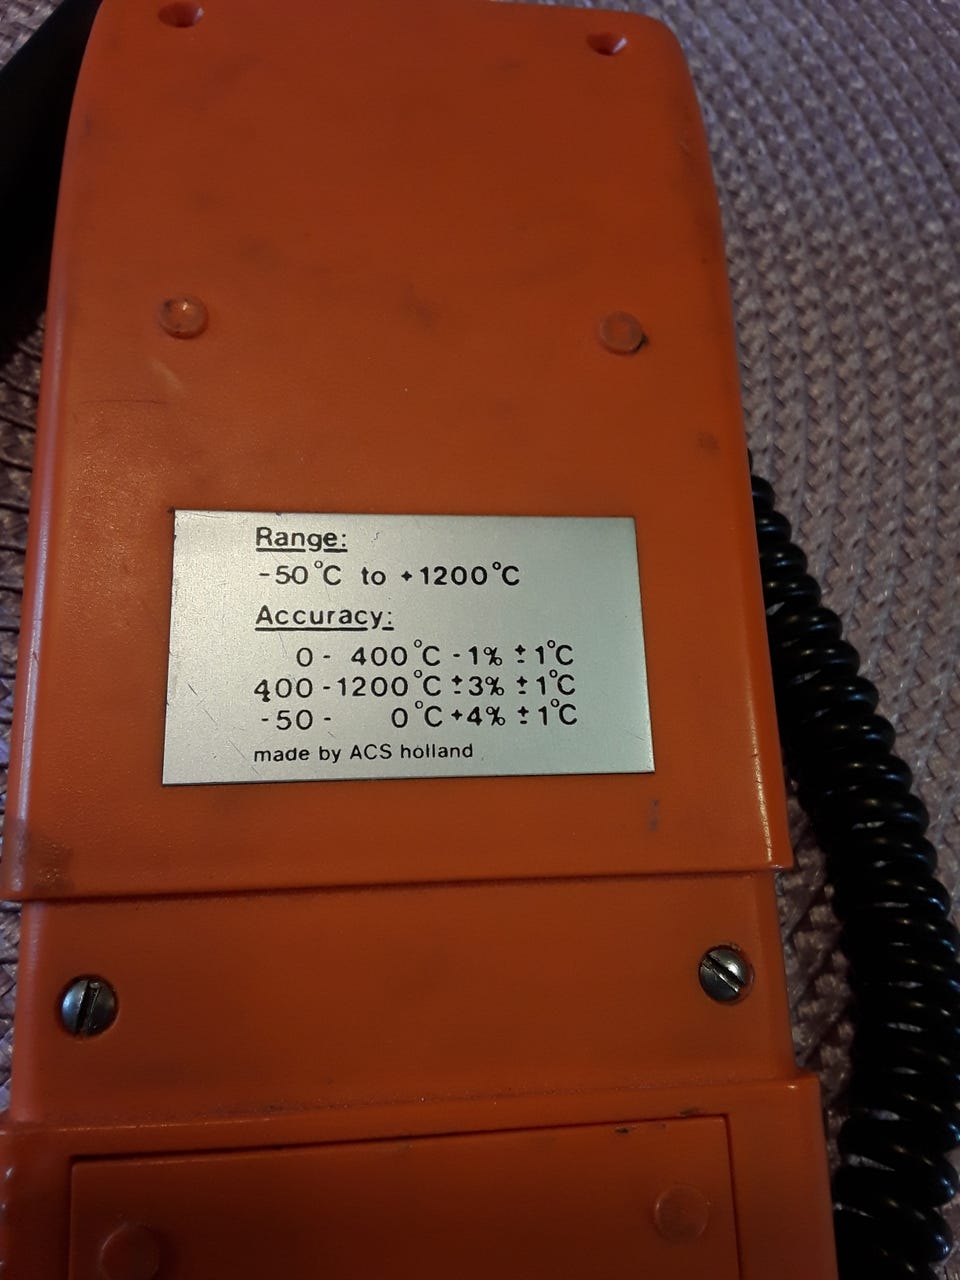 Range:
-50°C to +1200°C
Accuracy:
0 - 400°C -1% ±1°C
400 -1200°C ±3% ±1°C
-50 - 0°C +4% ±1°C
made by ACS holland